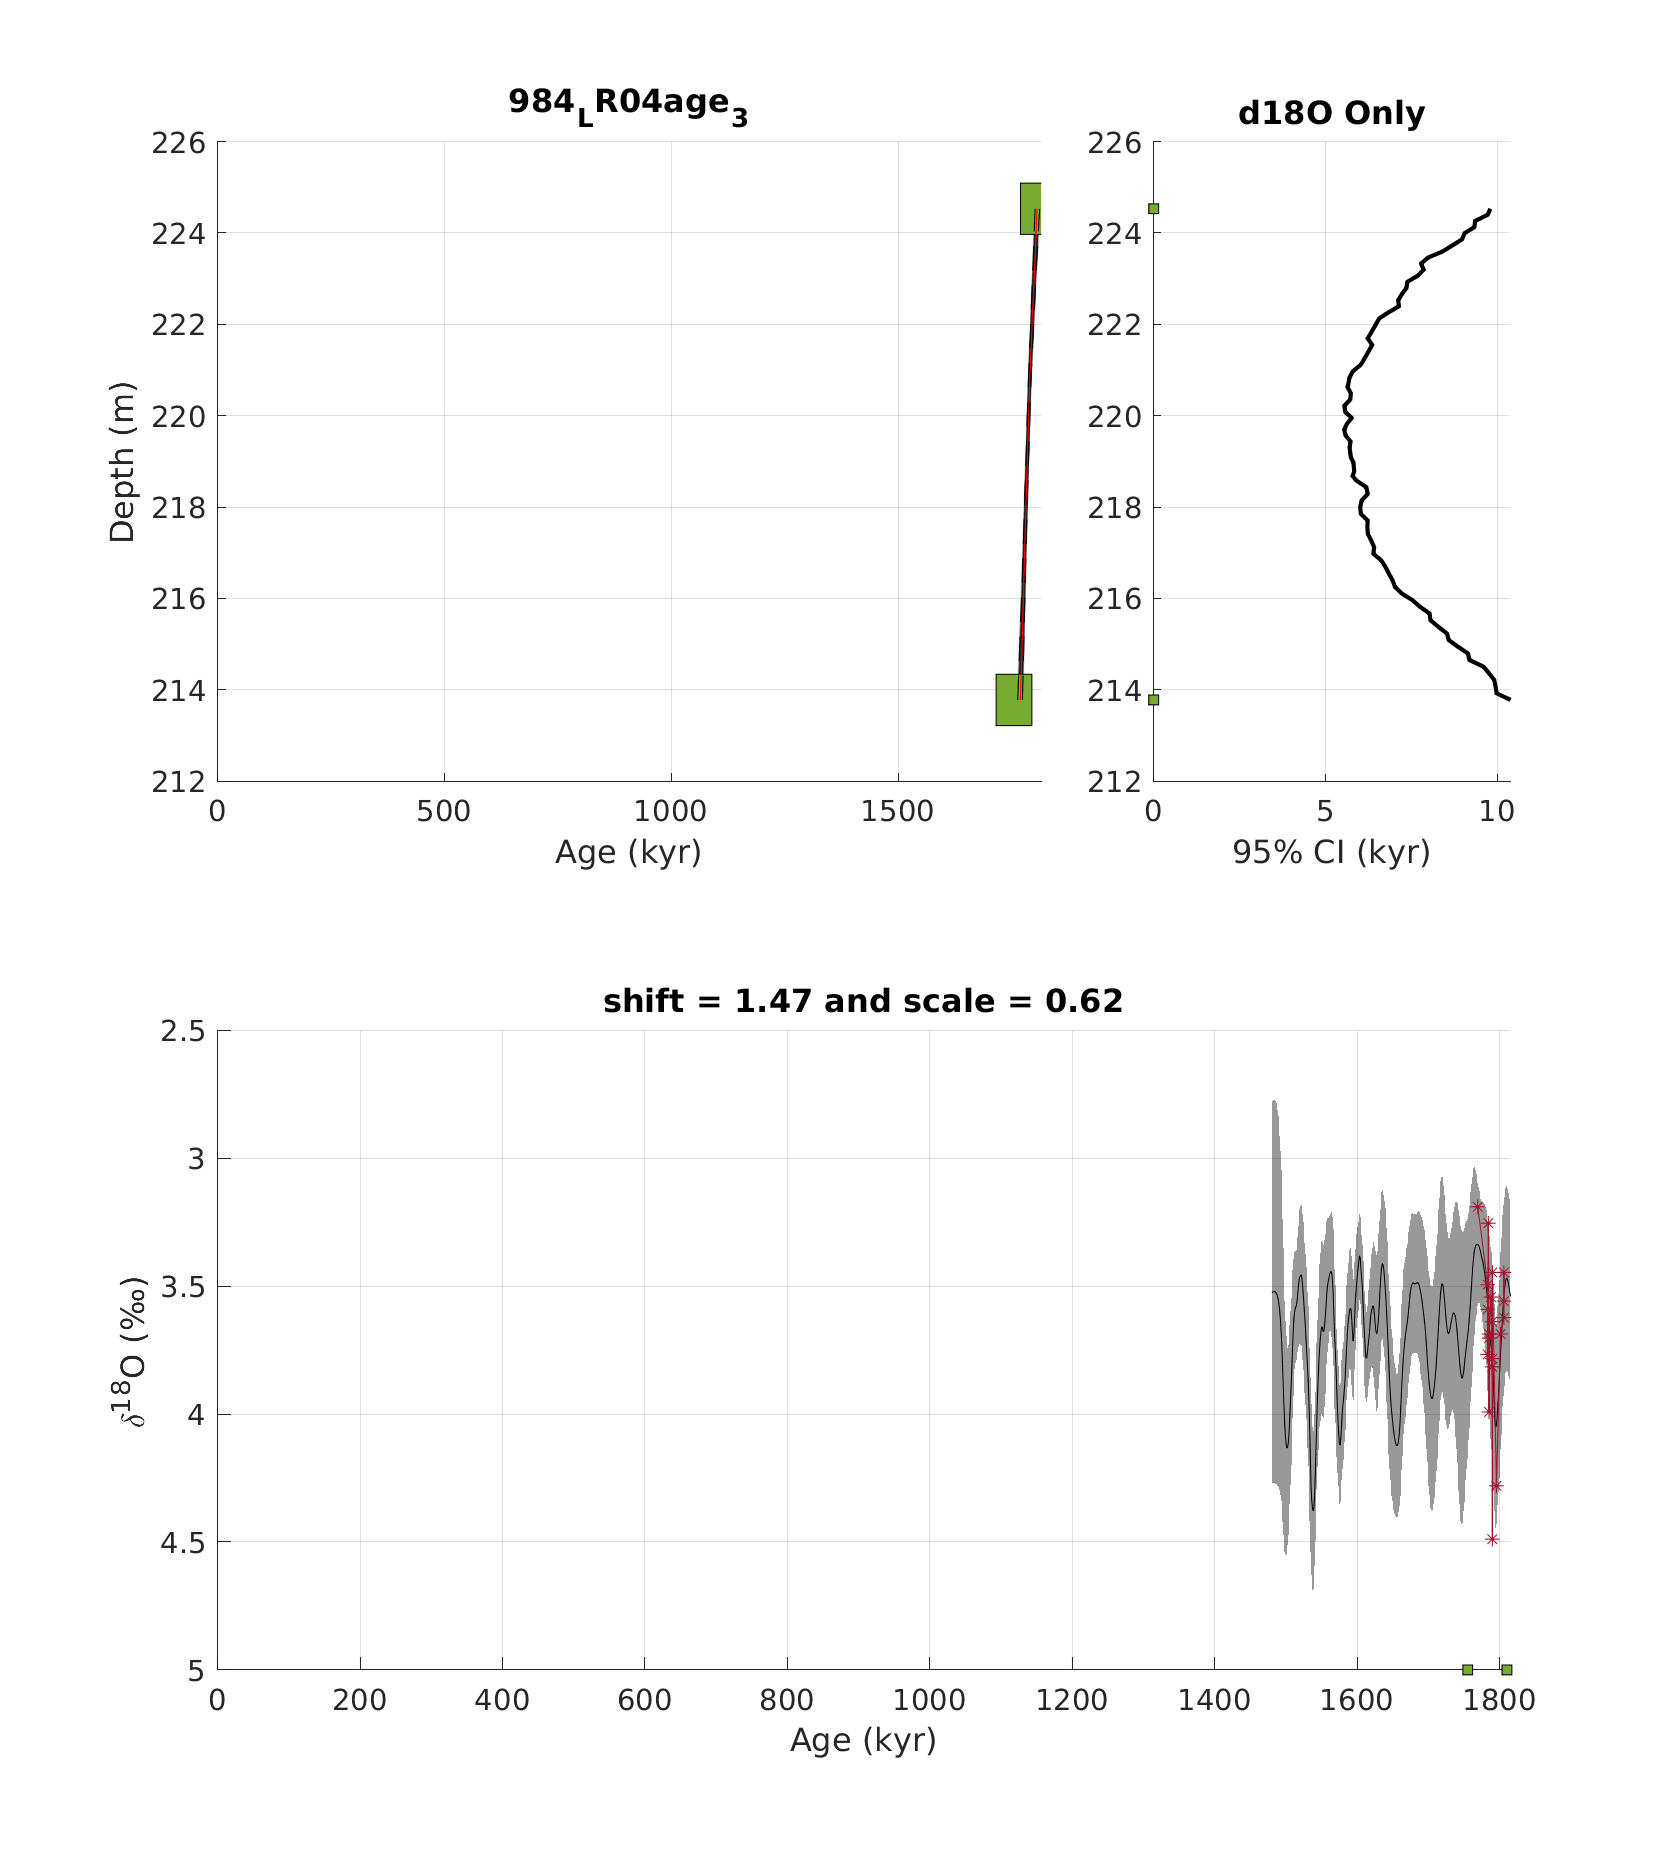 984LR04age3
226
224
222
220
218
216
214
212
Depth (m)
0 500 1000 1500
Age (kyr)
d18O Only
226
224
222
220
218
216
214
212
0 5 10
95% CI (kyr)
shift = 1.47 and scale = 0.62
2.5
3
3.5
4
4.5
5
δ18O (‰)
0 200 400 600 800 1000 1200 1400 1600 1800
Age (kyr)